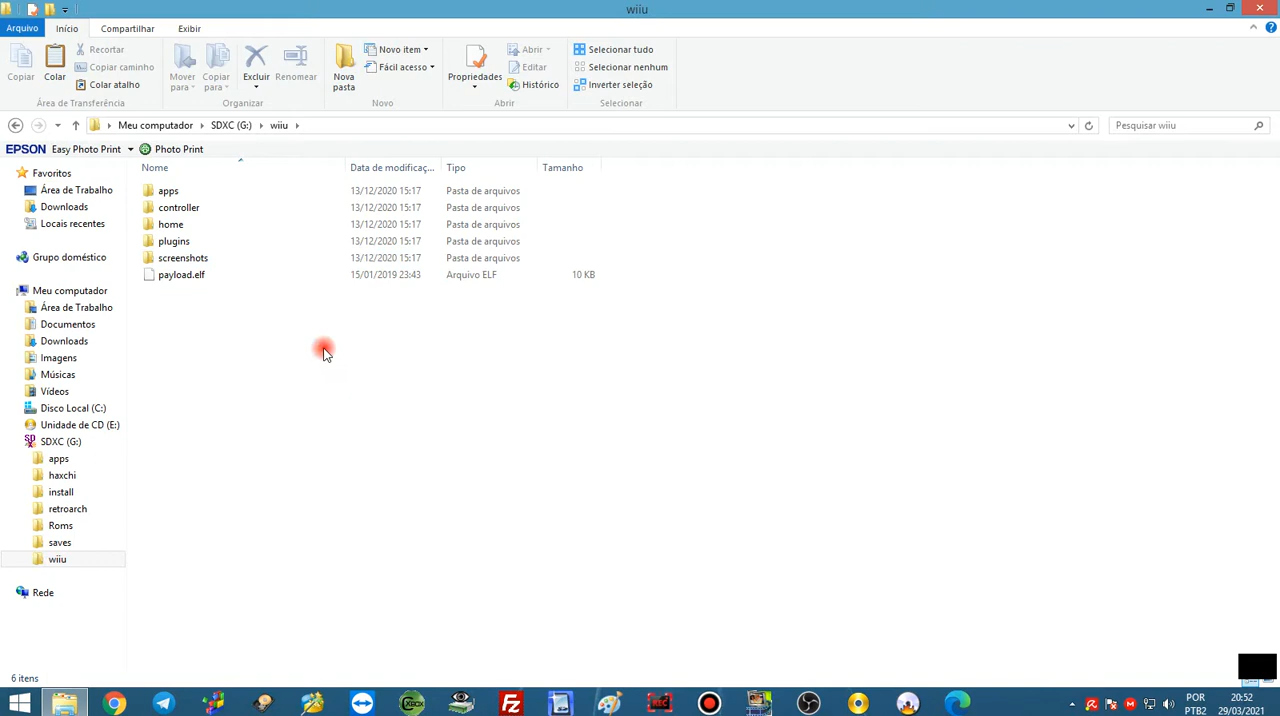 wiiu
Arquivo Início Compartilhar Exibir
Copiar
Colar
Recortar
Copiar caminho
Colar atalho
Área de Transferência
Mover para
Copiar para
Excluir
Renomear
Organizar
Nova pasta
Novo item
Fácil acesso
Novo
Propriedades
Abrir
Editar
Histórico
Abrir
Selecionar tudo
Selecionar nenhum
Inverter seleção
Selecionar
Meu computador SDXC (G:) wiiu
Pesquisar wiiu
EPSON Easy Photo Print Photo Print
Nome Data de modificaç... Tipo Tamanho
apps 13/12/2020 15:17 Pasta de arquivos
controller 13/12/2020 15:17 Pasta de arquivos
home 13/12/2020 15:17 Pasta de arquivos
plugins 13/12/2020 15:17 Pasta de arquivos
screenshots 13/12/2020 15:17 Pasta de arquivos
payload.elf 15/01/2019 23:43 Arquivo ELF 10 KB
Favoritos
Área de Trabalho
Downloads
Locais recentes
Grupo doméstico
Meu computador
Área de Trabalho
Documentos
Downloads
Imagens
Músicas
Vídeos
Disco Local (C:)
Unidade de CD (E:)
SDXC (G:)
apps
haxchi
install
retroarch
Roms
saves
wiiu
Rede
6 itens
REC
POR
PTB2
20:52
29/03/2021